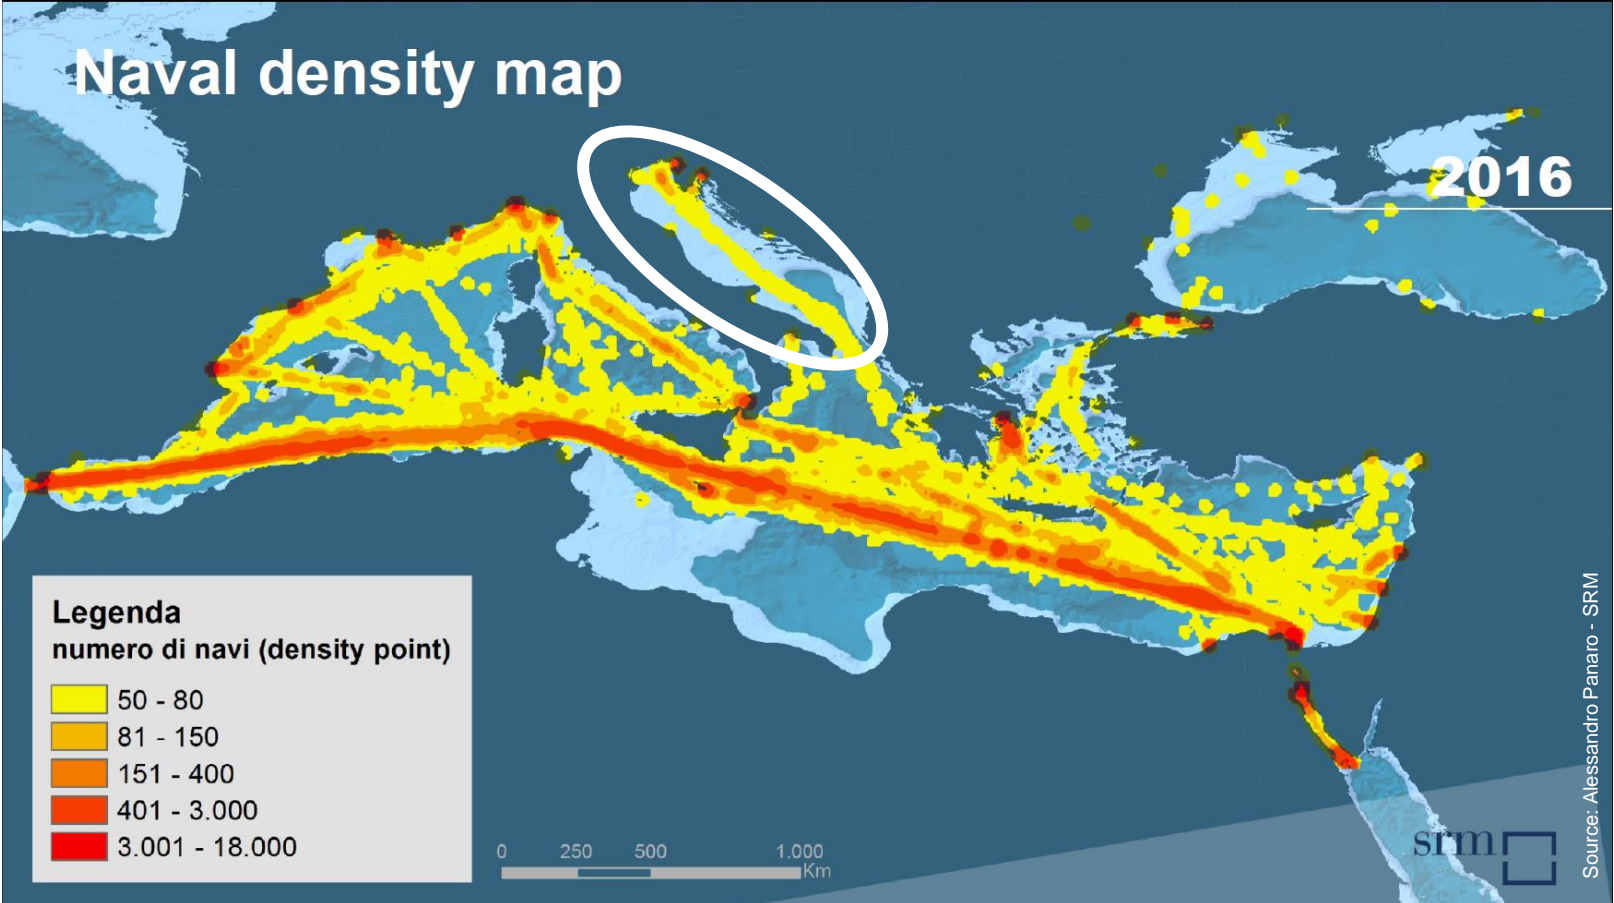 Naval density map
2016
Legenda
numero di navi (density point)
50 - 80
81 - 150
151 - 400
401 - 3.000
3.001 - 18.000
0 250 500 1.000
Km
srm
Source: Alessandro Panaro - SRM